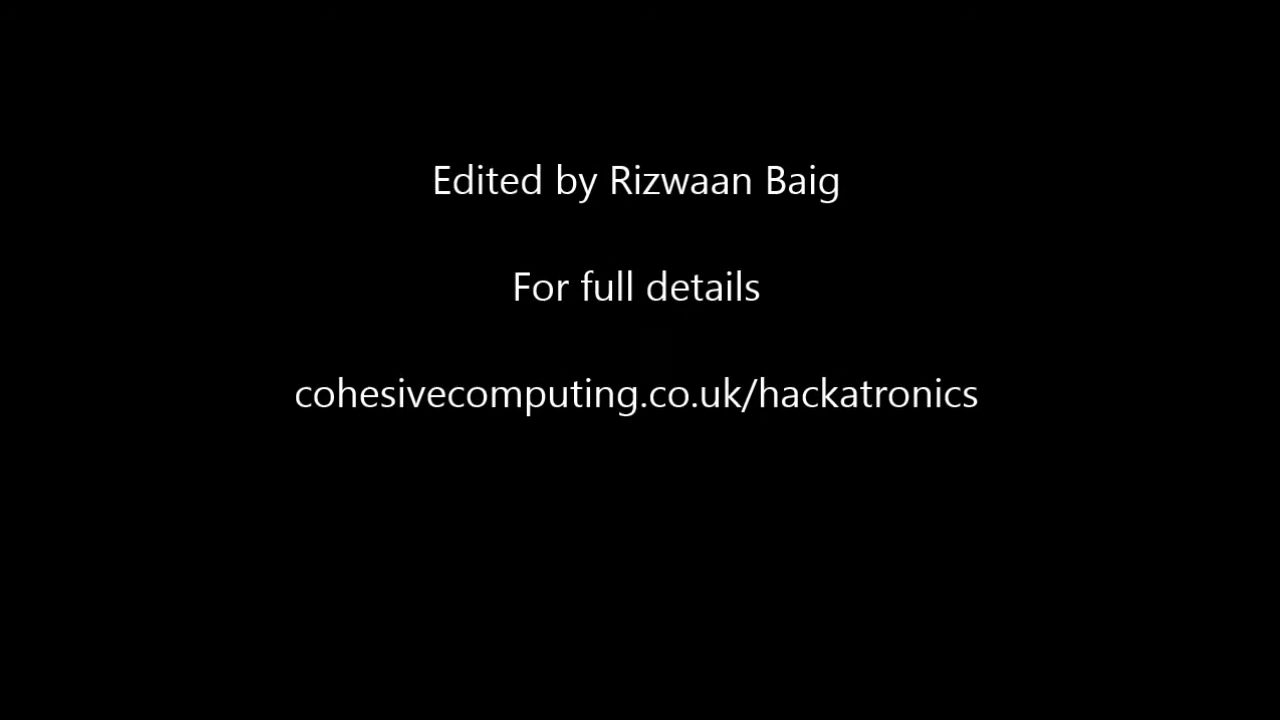 Edited by Rizwaan Baig
For full details
cohesivecomputing.co.uk/hackatronics